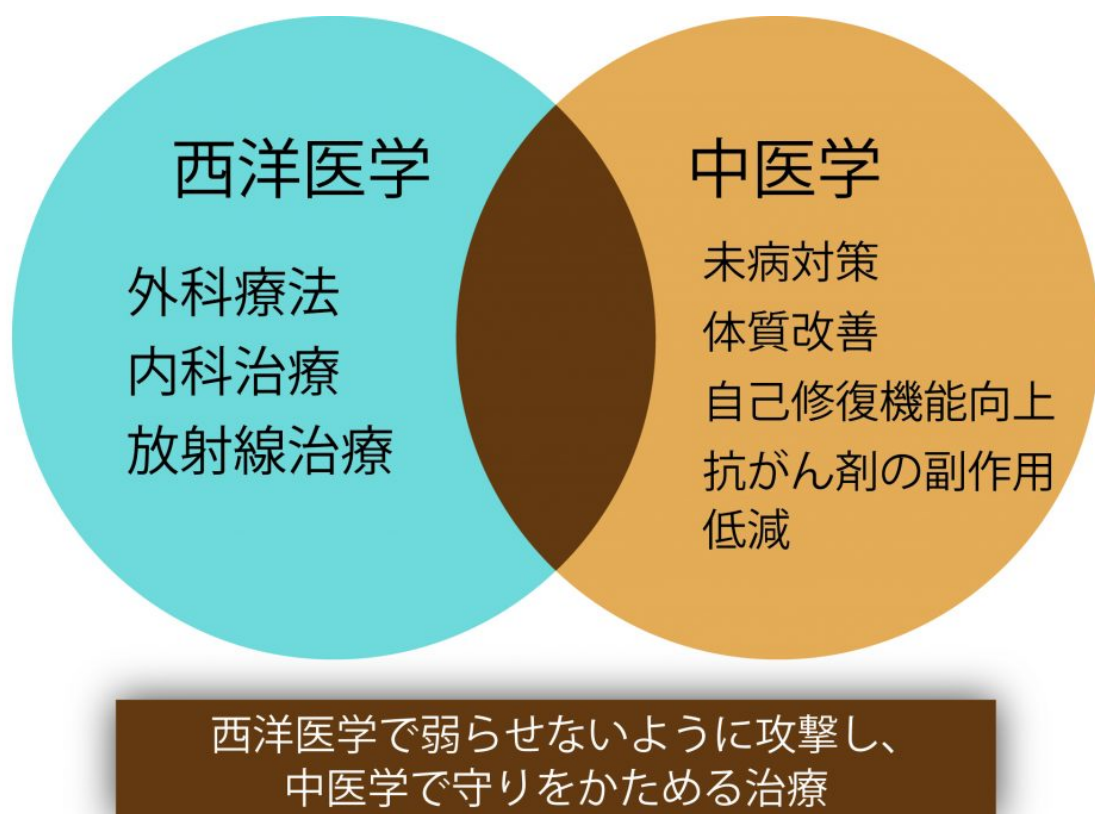 西洋医学
外科療法
内科治療
放射線治療
中医学
未病対策
体質改善
自己修復機能向上
抗がん剤の副作用
低減
西洋医学で弱らせないように攻撃し、
中医学で守りをかためる治療